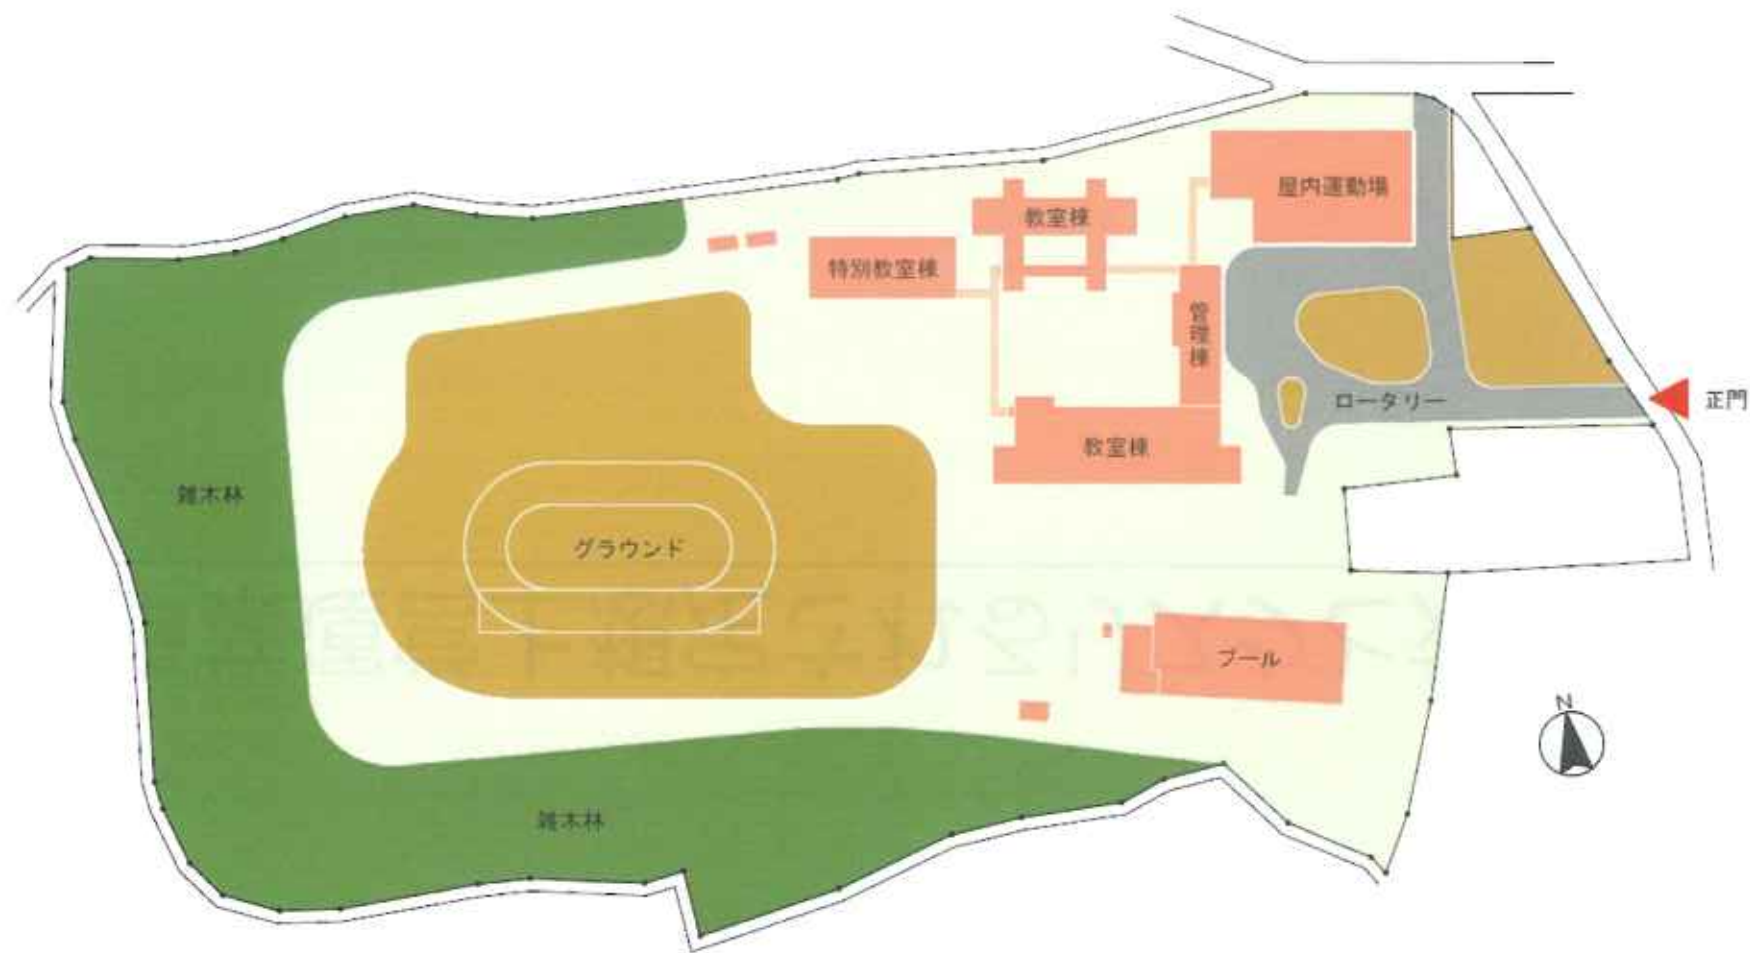 屋内運動場
教室棟
特別教室棟
管理棟
ロータリー
正門
教室棟
雑木林
グラウンド
プール
N
雑木林